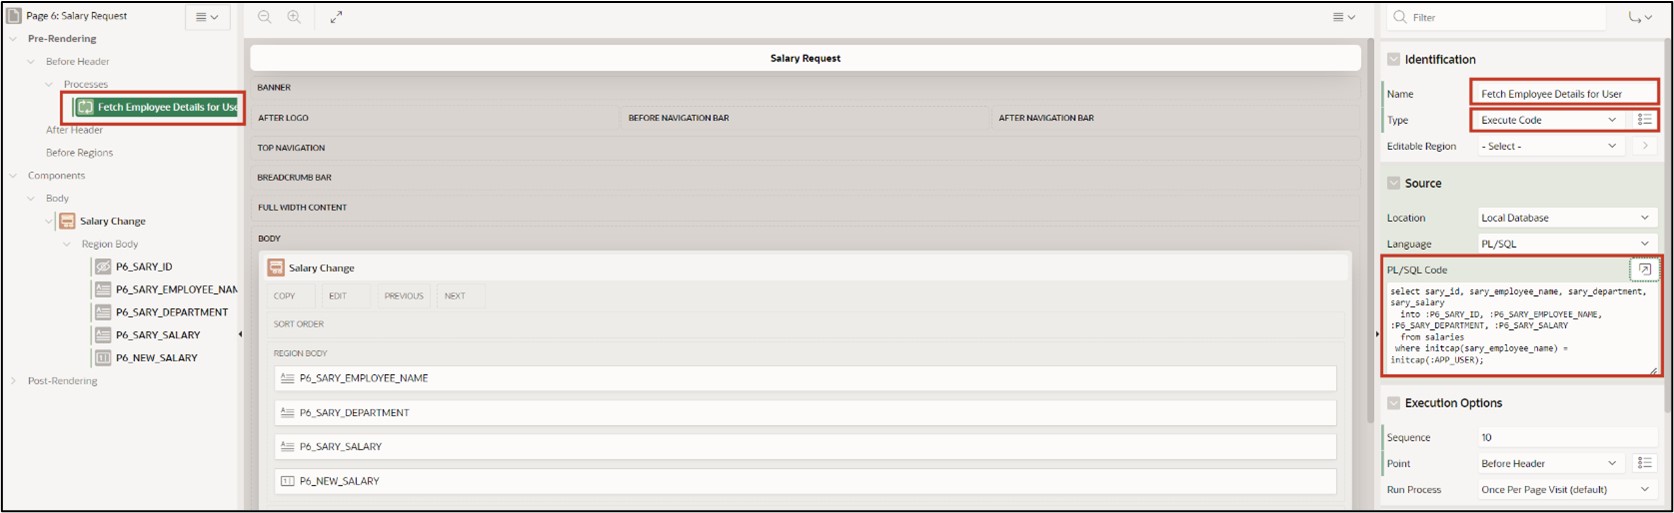 Page 6: Salary Request
Pre-Rendering
Before Header
Processes
Fetch Employee Details for Use
After Header
Before Regions
Components
Body
Salary Change
Region Body
P6_SARY_ID
P6_SARY_EMPLOYEE_NAM
P6_SARY_DEPARTMENT
P6_SARY_SALARY
P6_NEW_SALARY
Post-Rendering
Salary Request
BANNER
AFTER LOGO
BEFORE NAVIGATION BAR
AFTER NAVIGATION BAR
TOP NAVIGATION
BREADCRUMB BAR
FULL WIDTH CONTENT
BODY
Salary Change
COPY
EDIT
PREVIOUS
NEXT
SORT ORDER
REGION BODY
P6_SARY_EMPLOYEE_NAME
P6_SARY_DEPARTMENT
P6_SARY_SALARY
P6_NEW_SALARY
Filter
Identification
Name Fetch Employee Details for User
Type Execute Code
Editable Region - Select -
Source
Location Local Database
Language PL/SQL
PL/SQL Code
select sary_id, sary_employee_name, sary_department,
sary_salary
into :P6_SARY_ID, :P6_SARY_EMPLOYEE_NAME,
:P6_SARY_DEPARTMENT, :P6_SARY_SALARY
from salaries
where initcap(sary_employee_name) =
initcap(:APP_USER);
Execution Options
Sequence 10
Point Before Header
Run Process Once Per Page Visit (default)